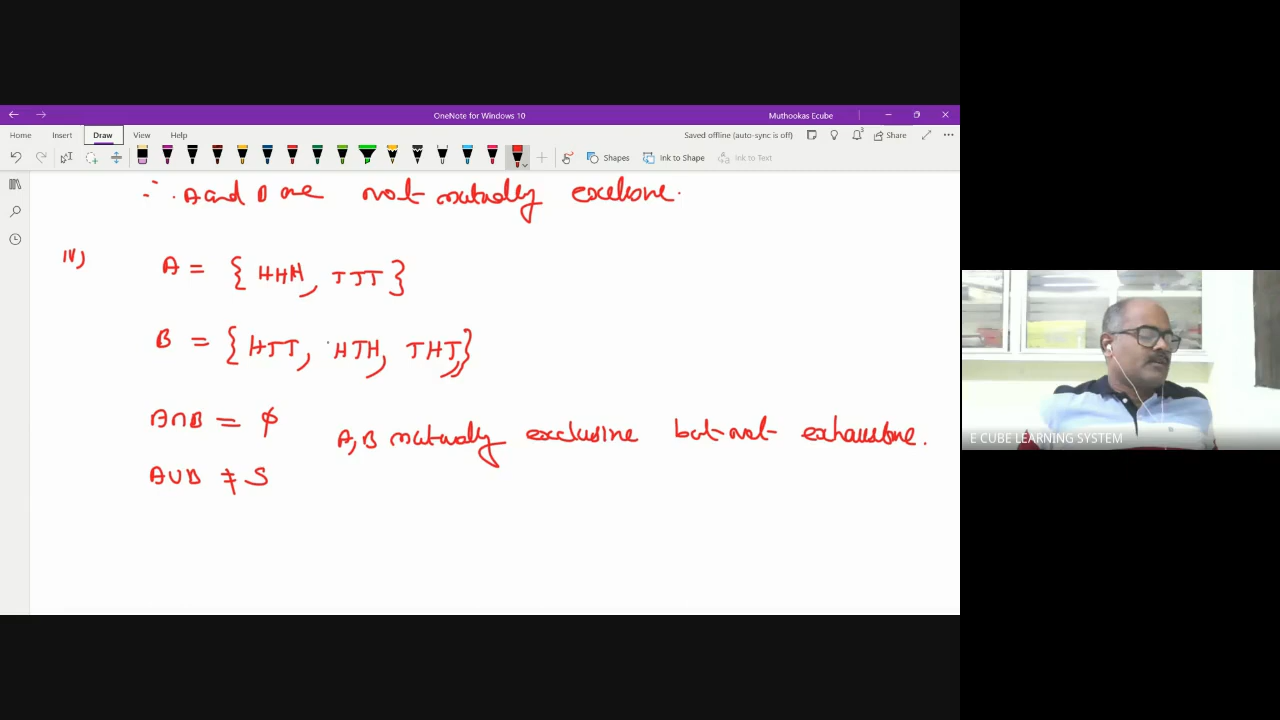 OneNote for Windows 10
Muthookas Ecube
Home Insert Draw View Help
Saved offline (auto-sync is off)
Share
Shapes
Ink to Shape
Ink to Text
∴ A and B are not mutually exclusive.
iv) A = { HHH, TTT }
B = { HTT, HTH, THT, }
A∩B = ϕ
A, B mutually exclusive but not exhaustive.
A∪B ≠ S
E CUBE LEARNING SYSTEM